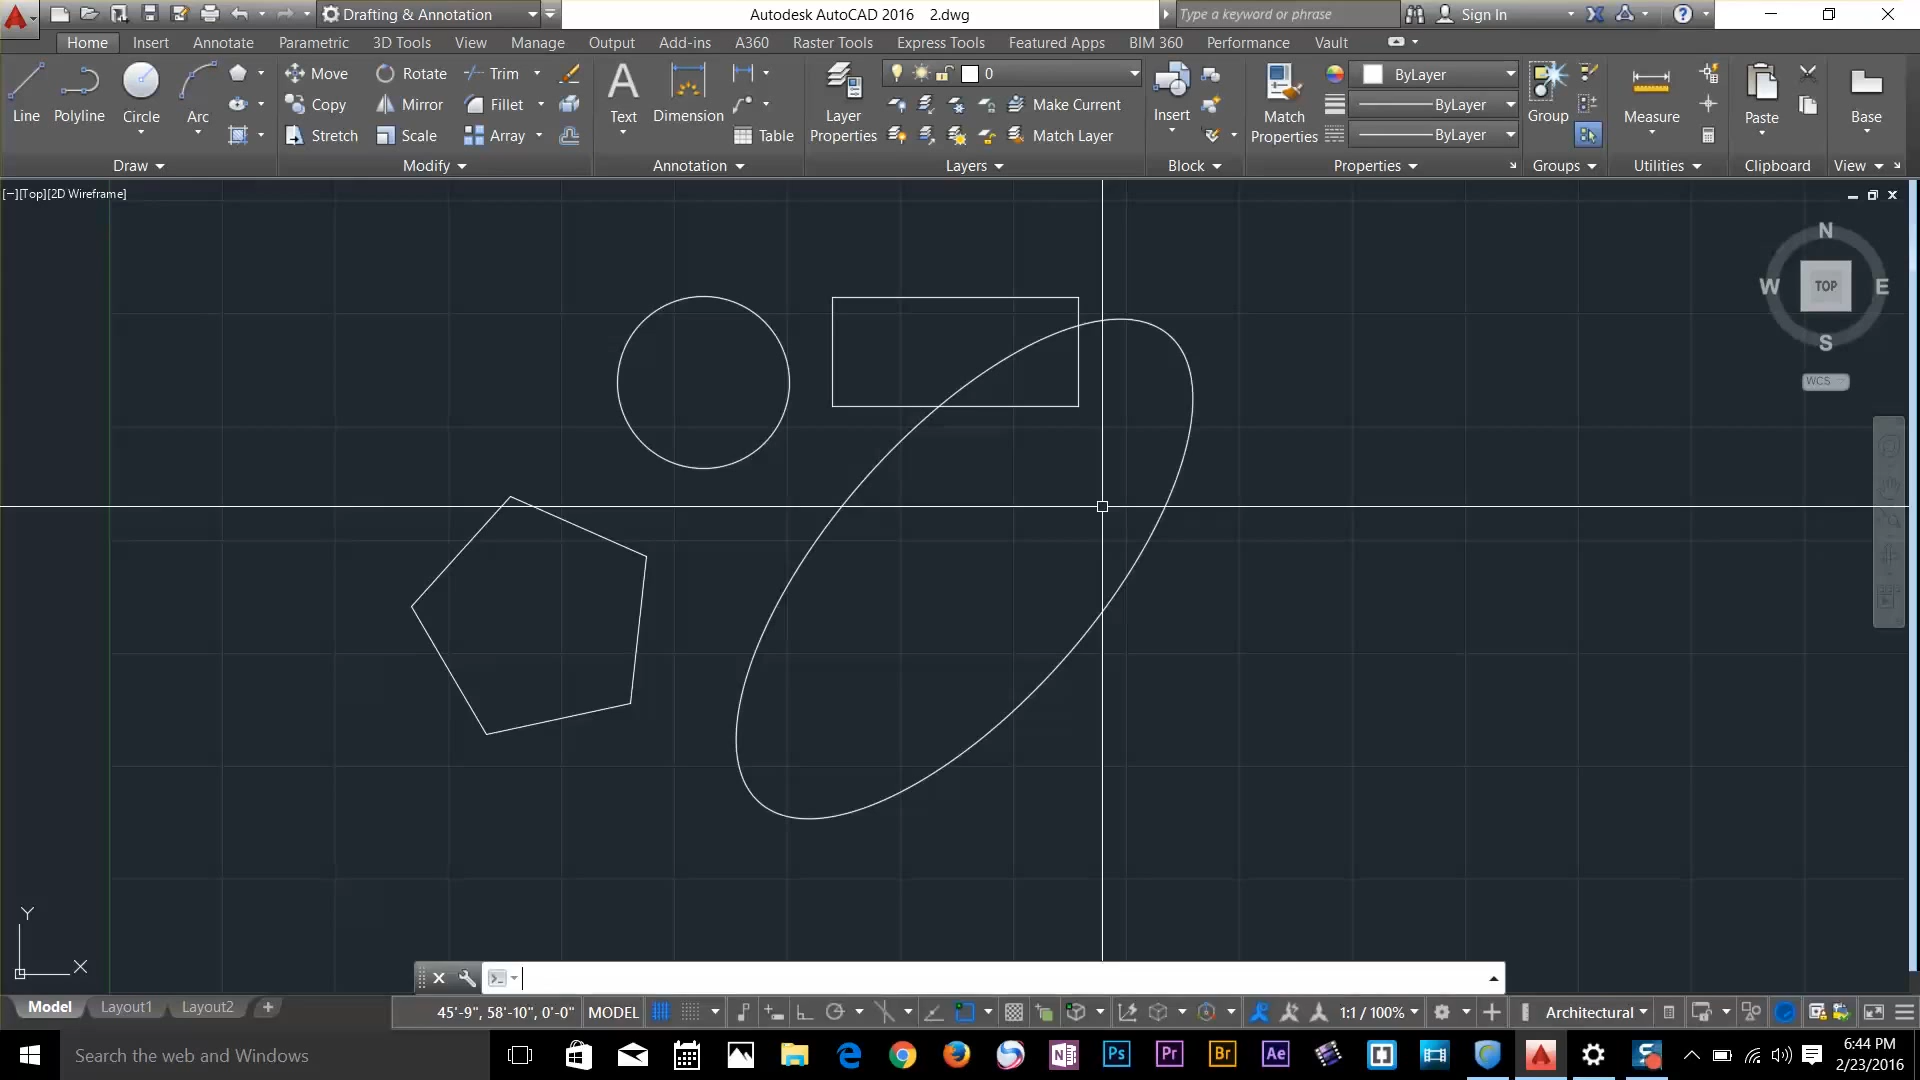 Drafting & Annotation
Autodesk AutoCAD 2016 2.dwg
Type a keyword or phrase
Sign In
Home Insert Annotate Parametric 3D Tools View Manage Output Add-ins A360 Raster Tools Express Tools Featured Apps BIM 360 Performance Vault
Line Polyline Circle Arc
Move Rotate Trim
Copy Mirror Fillet
Stretch Scale Array
Text Dimension Table
Layer Properties
0
Make Current
Match Layer
Insert
Match Properties
ByLayer
ByLayer
ByLayer
Group
Measure
Paste
Base
Draw Modify Annotation Layers Block Properties Groups Utilities Clipboard View
[−][Top][2D Wireframe]
N
W TOP E
S
WCS
Y
X
Model Layout1 Layout2
45'-9", 58'-10", 0'-0" MODEL 1:1 / 100% Architectural
Search the web and Windows
N Ps Pr Br Ae
6:44 PM
2/23/2016